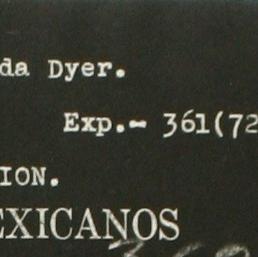 da Dyer.
Exp.- 361(72
ION.
EXICANOS